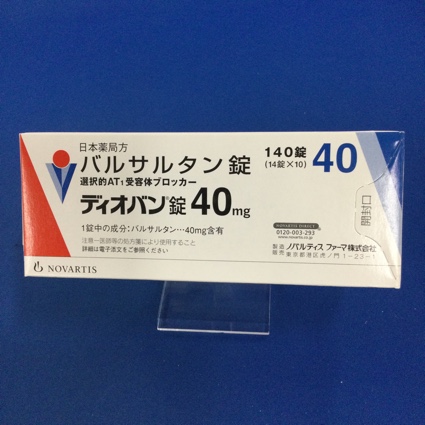 日本薬局方
バルサルタン錠
選択的AT1受容体ブロッカー
ディオバン錠40mg
140錠
(14錠×10)
40
1錠中の成分:バルサルタン…40mg含有
注意−医師等の処方箋により使用すること
詳細は電子添文をご参照ください
NOVARTIS
NOVARTIS DIRECT
0120-003-293
www.novartis.co.jp
製造販売 ノバルティス ファーマ株式会社
東京都港区虎ノ門1-23-1
開封口